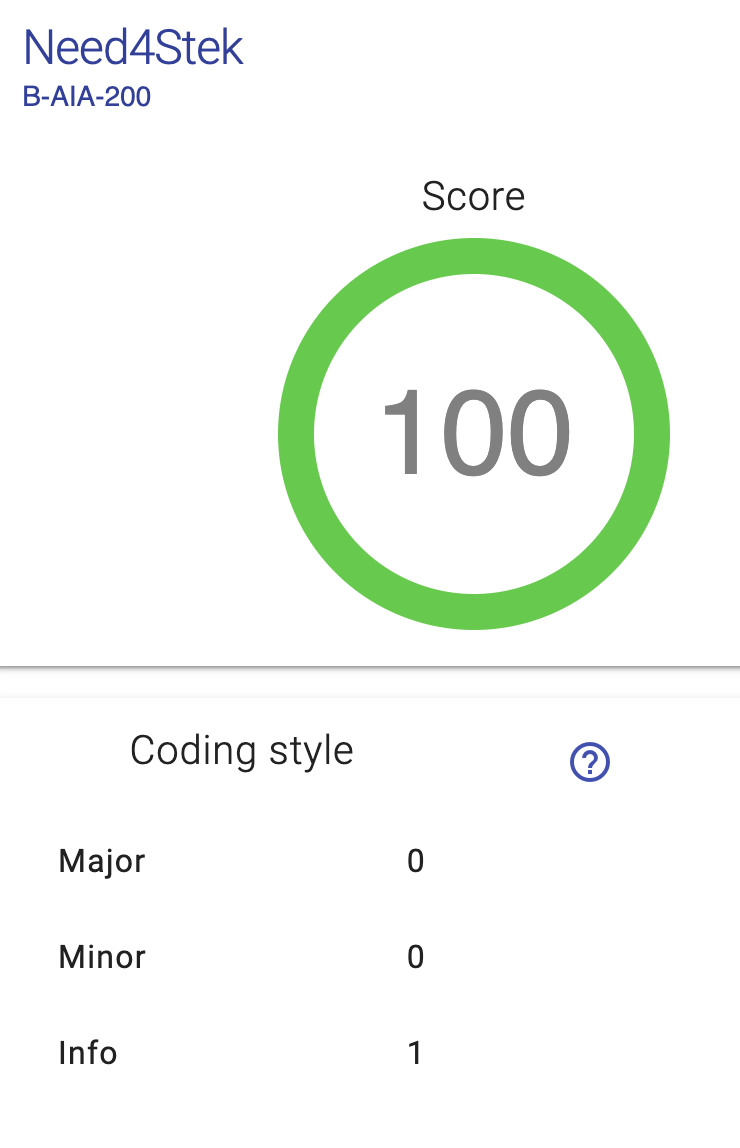 Need4Stek
B-AIA-200
Score
100
Coding style
?
Major 0
Minor 0
Info 1